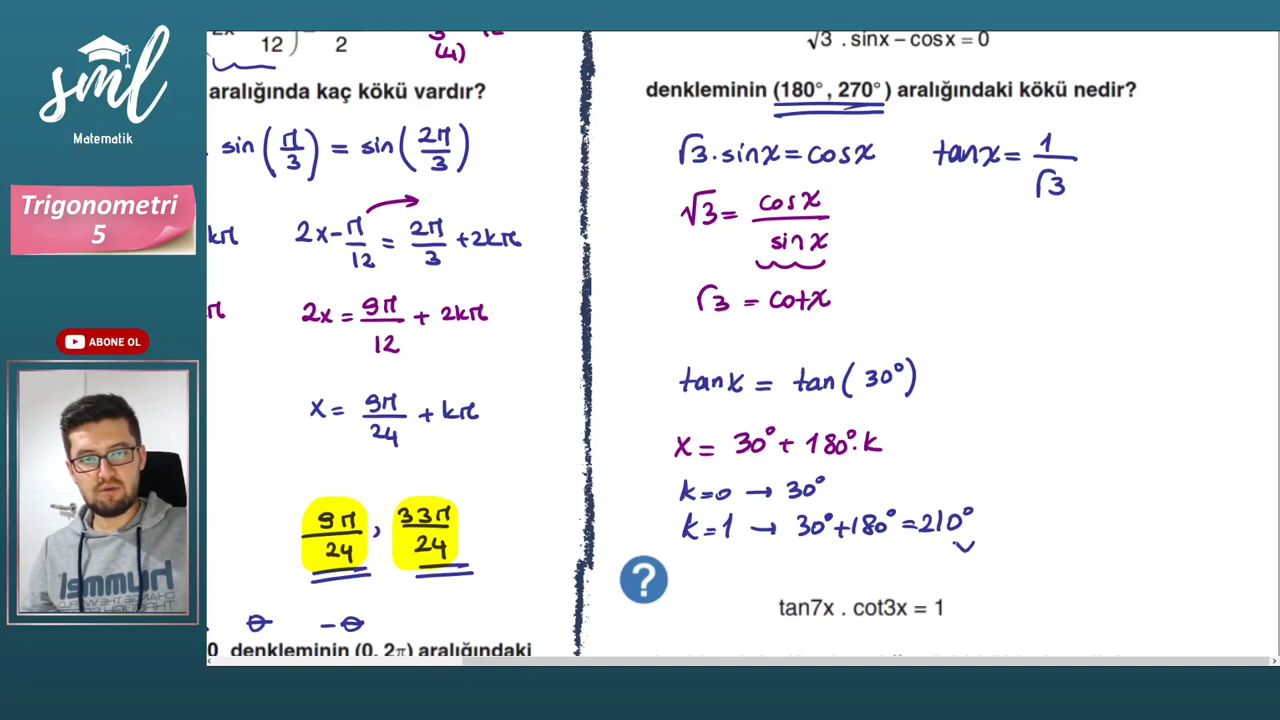 sml
Matematik
Trigonometri
5
ABONE OL
12 ) 2
(4)
aralığında kaç kökü vardır?
sin(π/3) = sin(2π/3)
2x - π/12 = 2π/3 + 2kπ
kπ
2x = 9π/12 + 2kπ
π
x = 9π/24 + kπ
9π/24 , 33π/24
θ -θ
0 denkleminin (0, 2π) aralığındaki
√3 . sinx – cosx = 0
denkleminin (180° , 270°) aralığındaki kökü nedir?
√3 · sinx = cosx
tanx = 1/√3
√3 = cosx/sinx
√3 = cotx
tanx = tan(30°)
x = 30° + 180°. k
k=0 → 30°
k=1 → 30°+180° =210°
?
tan7x . cot3x = 1